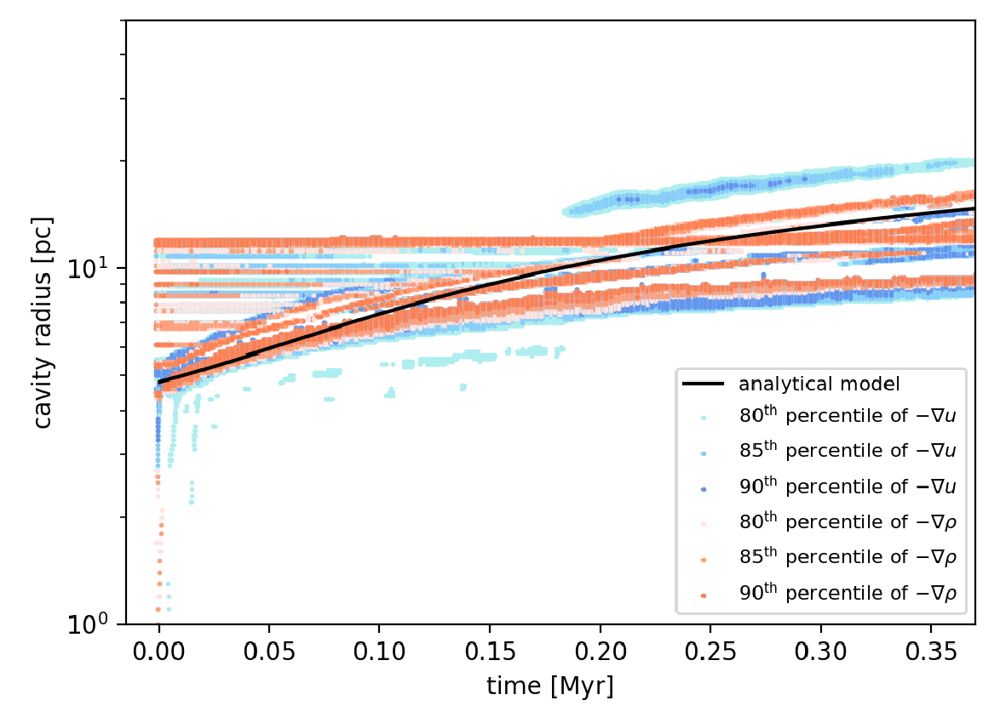 10¹
10⁰
cavity radius [pc]
0.00 0.05 0.10 0.15 0.20 0.25 0.30 0.35
time [Myr]
analytical model
80ᵗʰ percentile of −∇u
85ᵗʰ percentile of −∇u
90ᵗʰ percentile of −∇u
80ᵗʰ percentile of −∇ρ
85ᵗʰ percentile of −∇ρ
90ᵗʰ percentile of −∇ρ